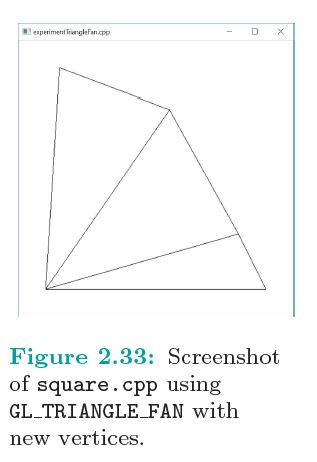 experimentTriangleFan.cpp
Figure 2.33: Screenshot
of square.cpp using
GL_TRIANGLE_FAN with
new vertices.